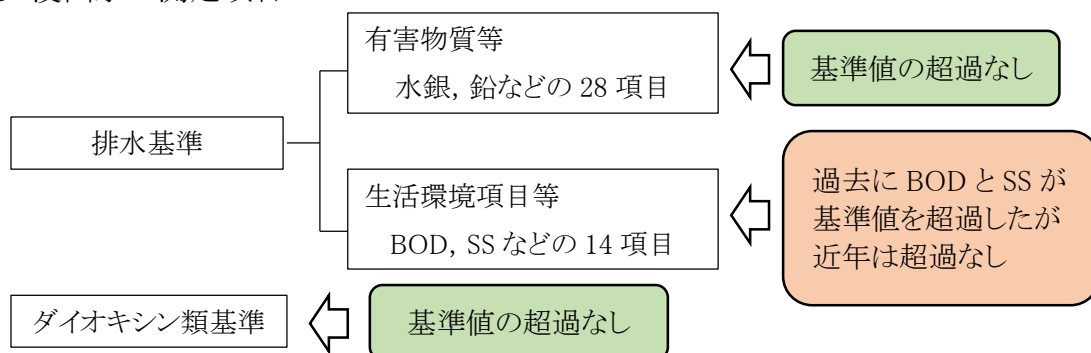 有害物質等
水銀, 鉛などの 28 項目
基準値の超過なし
排水基準
生活環境項目等
BOD, SS などの 14 項目
過去に BOD と SS が
基準値を超過したが
近年は超過なし
ダイオキシン類基準
基準値の超過なし